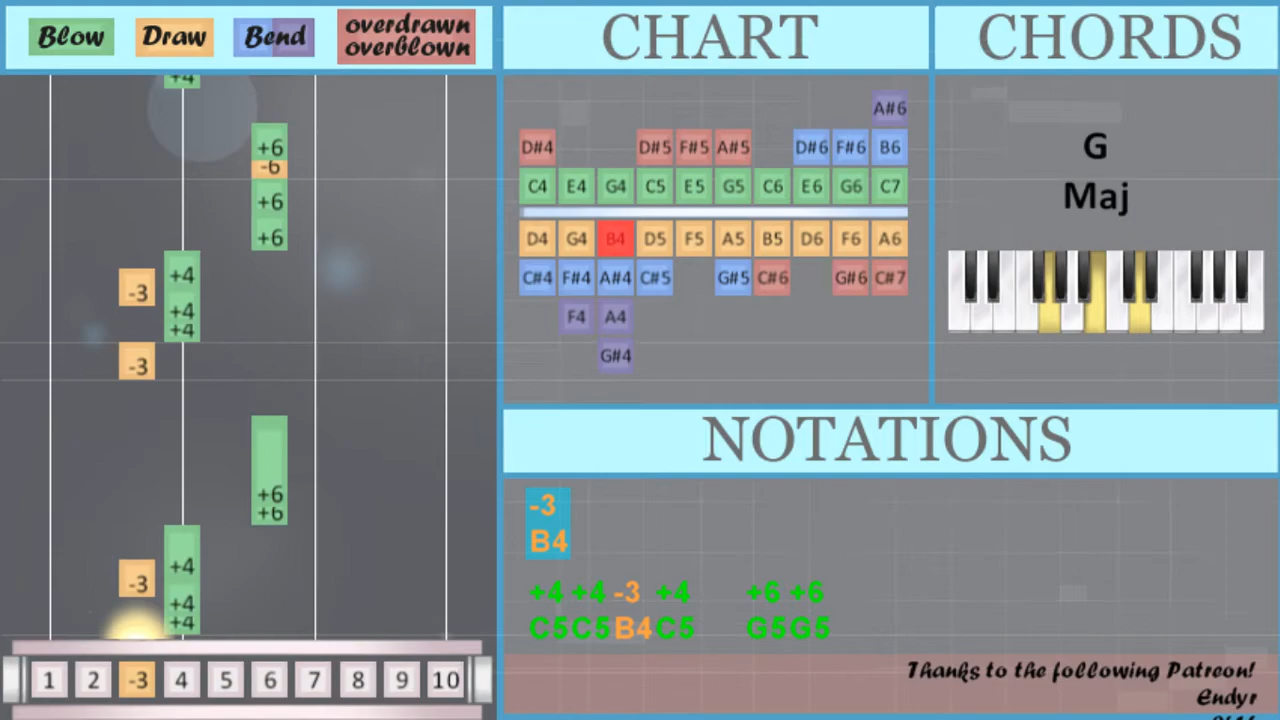 Blow Draw Bend overdrawn
overblown
CHART
CHORDS
+4
+6
-6
+6
+6
+4
-3
+4
+4
-3
+6
+6
+4
-3
+4
+4
1 2 -3 4 5 6 7 8 9 10
A#6
D#4 D#5 F#5 A#5 D#6 F#6 B6
C4 E4 G4 C5 E5 G5 C6 E6 G6 C7
D4 G4 B4 D5 F5 A5 B5 D6 F6 A6
C#4 F#4 A#4 C#5 G#5 C#6 G#6 C#7
F4 A4
G#4
G
Maj
NOTATIONS
-3
B4
+4 +4 -3 +4 +6 +6
C5 C5 B4 C5 G5 G5
Thanks to the following Patreon!
Endyr